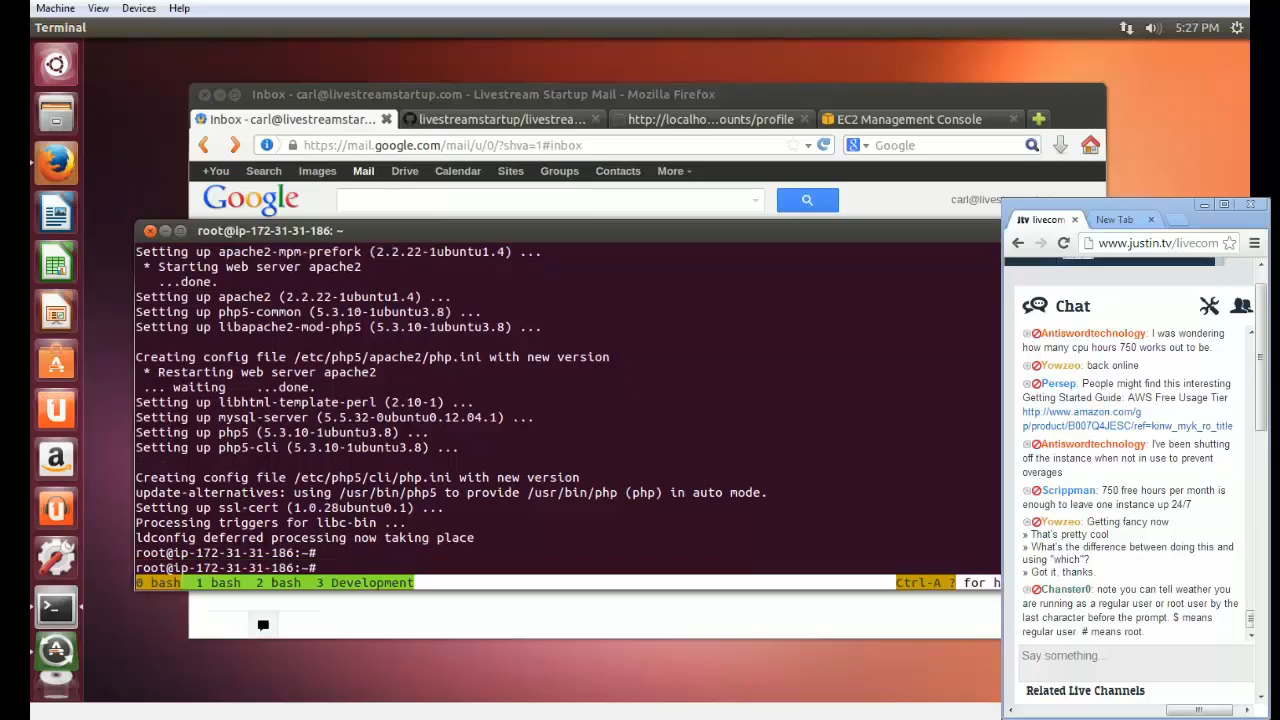 Machine View Devices Help
Terminal
5:27 PM
Inbox - carl@livestreamstartup.com - Livestream Startup Mail - Mozilla Firefox
Inbox - carl@livestreamstar...
livestreamstartup/livestrea...
http://localho...ounts/profile
EC2 Management Console
https://mail.google.com/mail/u/0/?shva=1#inbox
Google
+You Search Images Mail Drive Calendar Sites Groups Contacts More
Google
carl@lives
root@ip-172-31-31-186: ~
Setting up apache2-mpm-prefork (2.2.22-1ubuntu1.4) ...
* Starting web server apache2
...done.
Setting up apache2 (2.2.22-1ubuntu1.4) ...
Setting up php5-common (5.3.10-1ubuntu3.8) ...
Setting up libapache2-mod-php5 (5.3.10-1ubuntu3.8) ...
Creating config file /etc/php5/apache2/php.ini with new version
* Restarting web server apache2
... waiting ...done.
Setting up libhtml-template-perl (2.10-1) ...
Setting up mysql-server (5.5.32-0ubuntu0.12.04.1) ...
Setting up php5 (5.3.10-1ubuntu3.8) ...
Setting up php5-cli (5.3.10-1ubuntu3.8) ...
Creating config file /etc/php5/cli/php.ini with new version
update-alternatives: using /usr/bin/php5 to provide /usr/bin/php (php) in auto mode.
Setting up ssl-cert (1.0.28ubuntu0.1) ...
Processing triggers for libc-bin ...
ldconfig deferred processing now taking place
root@ip-172-31-31-186:~#
root@ip-172-31-31-186:~#
0 bash 1 bash 2 bash 3 Development Ctrl-A ? for h
jtv livecom
New Tab
www.justin.tv/livecom
Chat
Antiswordtechnology: I was wondering
how many cpu hours 750 works out to be.
Yowzeo: back online
Persep: People might find this interesting
Getting Started Guide: AWS Free Usage Tier
http://www.amazon.com/g
p/product/B007Q4JESC/ref=kinw_myk_ro_title
Antiswordtechnology: I've been shutting
off the instance when not in use to prevent
overages
Scrippman: 750 free hours per month is
enough to leave one instance up 24/7
Yowzeo: Getting fancy now
» That's pretty cool
» What's the difference between doing this and
using "which"?
» Got it, thanks.
Chanster0: note you can tell weather you
are running as a regular user or root user by the
last character before the prompt. $ means
regular user # means root.
Say something...
Related Live Channels